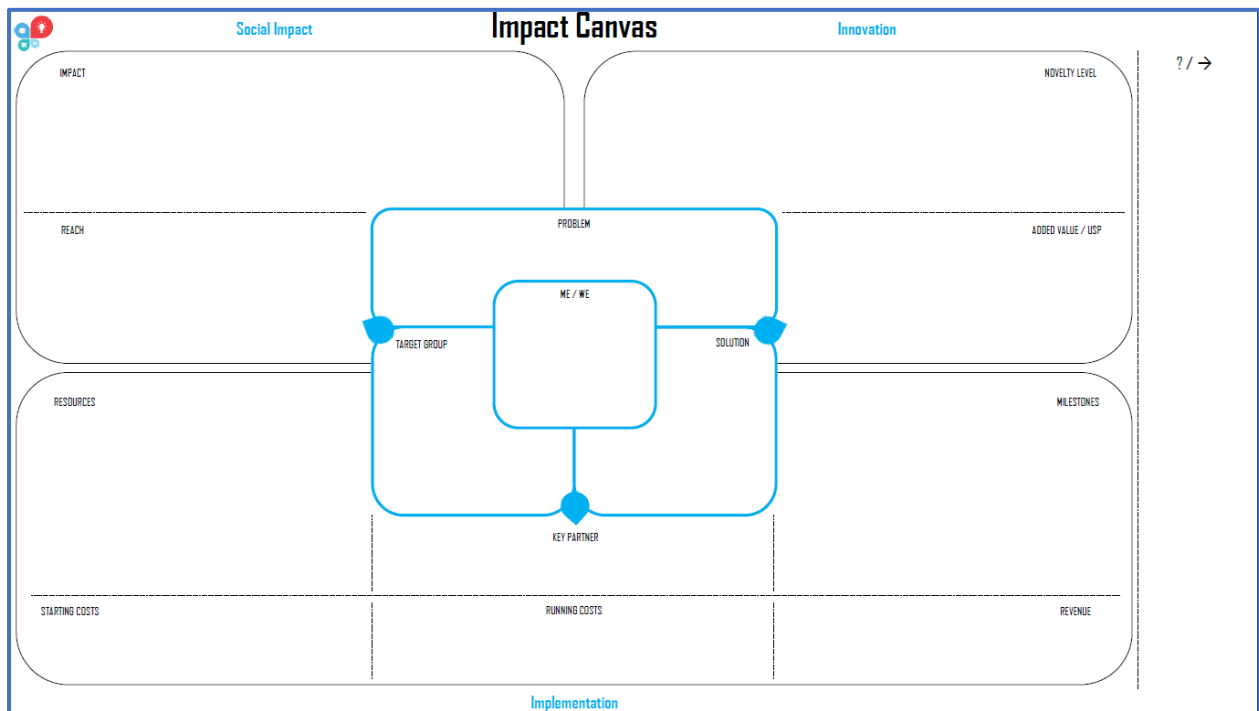 Social Impact
Impact Canvas
Innovation
IMPACT
NOVELTY LEVEL
? / →
REACH
PROBLEM
ADDED VALUE / USP
ME / WE
TARGET GROUP
SOLUTION
RESOURCES
MILESTONES
KEY PARTNER
STARTING COSTS
RUNNING COSTS
REVENUE
Implementation